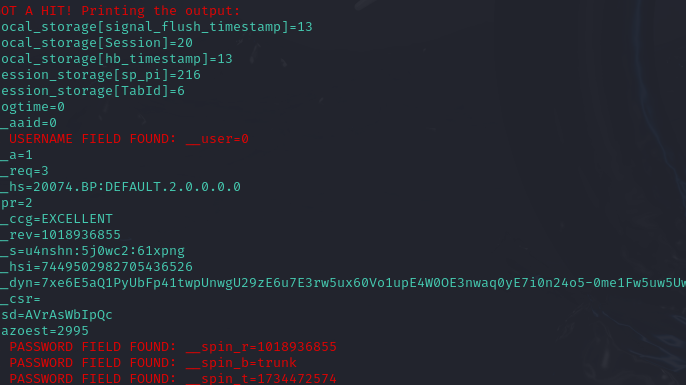 OT A HIT! Printing the output:
ocal_storage[signal_flush_timestamp]=13
ocal_storage[Session]=20
ocal_storage[hb_timestamp]=13
ession_storage[sp_pi]=216
ession_storage[TabId]=6
ogtime=0
_aaid=0
USERNAME FIELD FOUND: __user=0
_a=1
_req=3
_hs=20074.BP:DEFAULT.2.0.0.0.0
pr=2
_ccg=EXCELLENT
_rev=1018936855
_s=u4nshn:5j0wc2:61xpng
_hsi=7449502982705436526
_dyn=7xe6E5aQ1PyUbFp41twpUnwgU29zE6u7E3rw5ux60Vo1upE4W0OE3nwaq0yE7i0n24o5-0me1Fw5uw5Uw
_csr=
sd=AVrAsWbIpQc
azoest=2995
PASSWORD FIELD FOUND: __spin_r=1018936855
PASSWORD FIELD FOUND: __spin_b=trunk
PASSWORD FIELD FOUND: __spin_t=1734472574